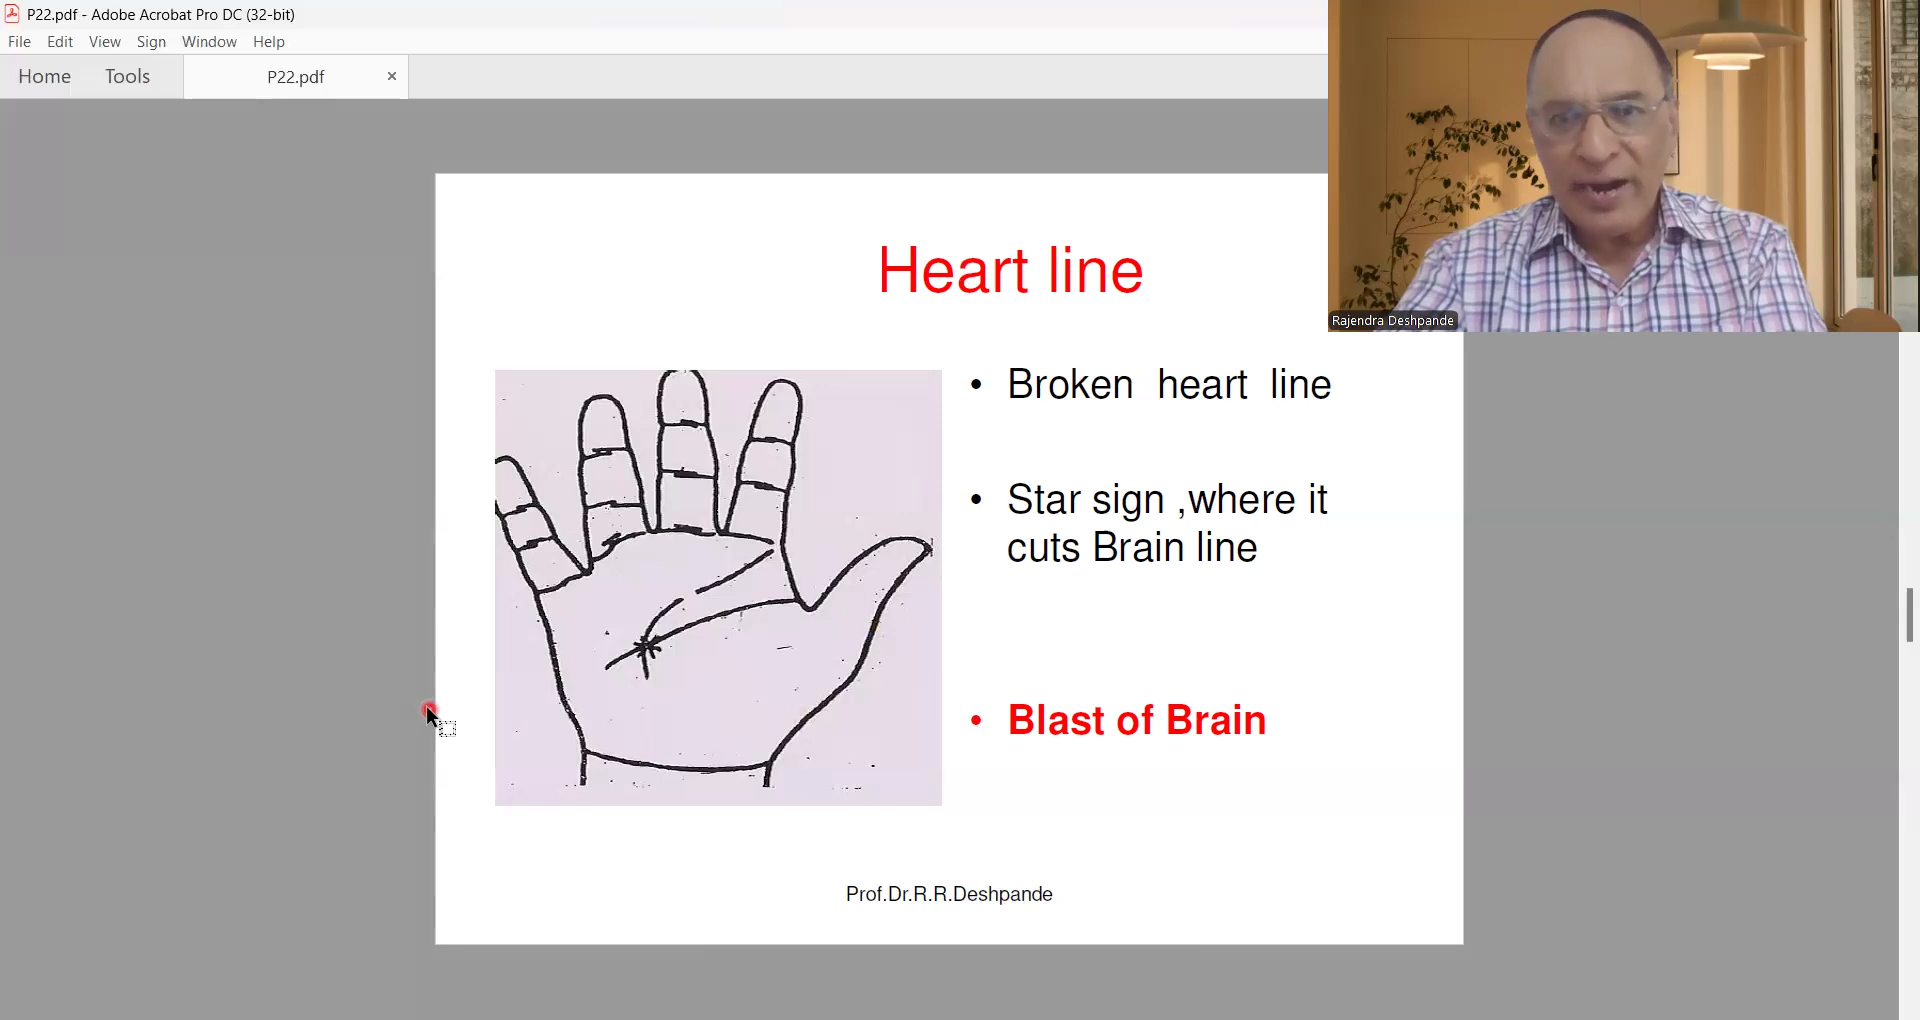 P22.pdf - Adobe Acrobat Pro DC (32-bit)
File Edit View Sign Window Help
Home Tools P22.pdf ×
Rajendra Deshpande
Heart line
• Broken heart line
• Star sign ,where it
cuts Brain line
• Blast of Brain
Prof.Dr.R.R.Deshpande